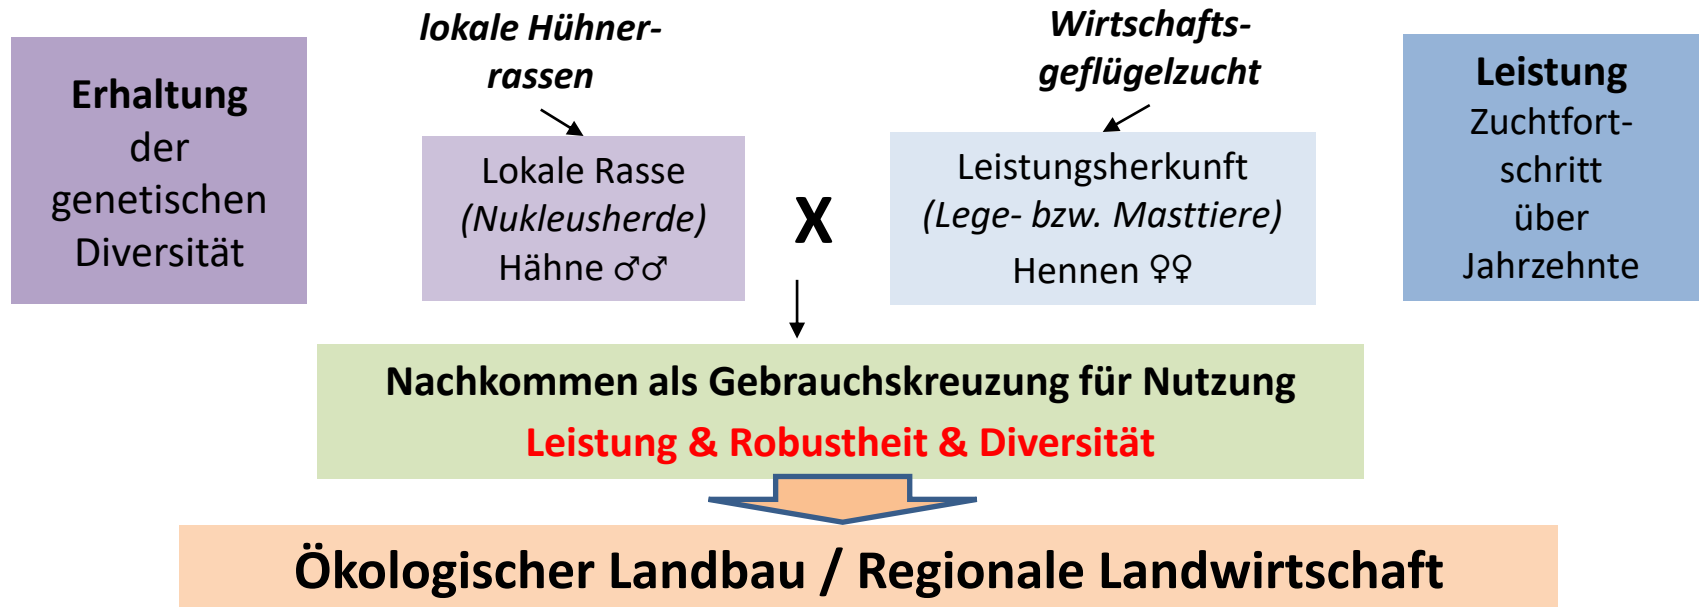 Erhaltung
der
genetischen
Diversität
lokale Hühner-
rassen
Lokale Rasse
(Nukleusherde)
Hähne ♂♂
X
Wirtschafts-
geflügelzucht
Leistungsherkunft
(Lege- bzw. Masttiere)
Hennen ♀♀
Leistung
Zuchtfort-
schritt
über
Jahrzehnte
Nachkommen als Gebrauchskreuzung für Nutzung
Leistung & Robustheit & Diversität
Ökologischer Landbau / Regionale Landwirtschaft